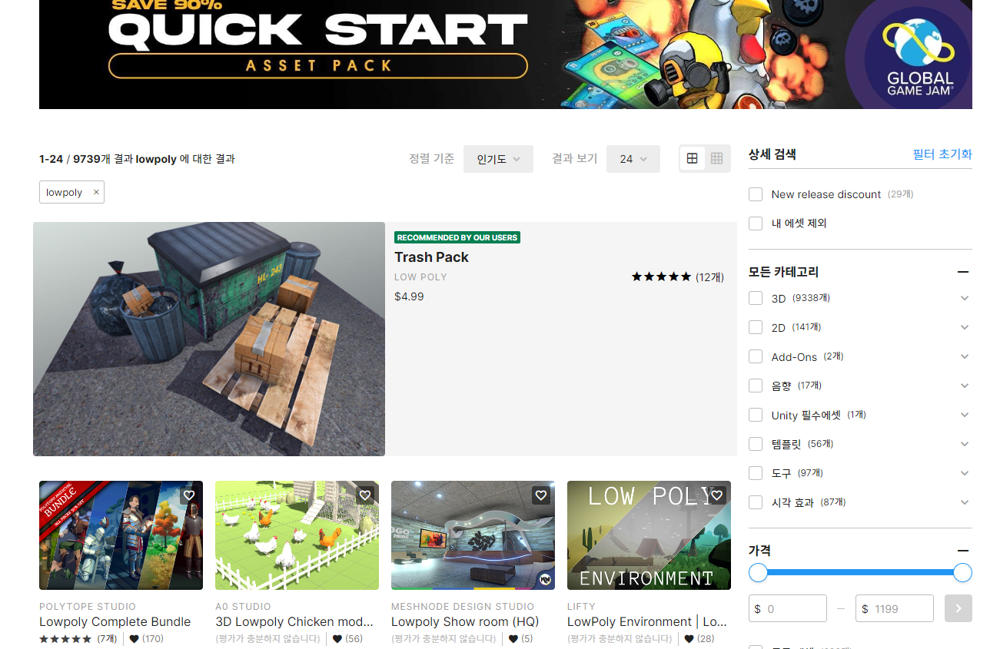 SAVE 90%
QUICK START
ASSET PACK
GLOBAL
GAME JAM
1-24 / 9739개 결과 lowpoly 에 대한 결과
정렬 기준 인기도 결과 보기 24
lowpoly ×
상세 검색 필터 초기화
New release discount (29개)
내 에셋 제외
모든 카테고리
3D (9338개)
2D (141개)
Add-Ons (2개)
음향 (17개)
Unity 필수에셋 (1개)
템플릿 (56개)
도구 (97개)
시각 효과 (87개)
가격
$ 0 — $ 1199
HL- 243
RECOMMENDED BY OUR USERS
Trash Pack
LOW POLY ★★★★★ (12개)
$4.99
POLYTOPE MEDIEVAL
BUNDLE
LOGO
HERE
LOW POLY
ENVIRONMENT
POLYTOPE STUDIO
Lowpoly Complete Bundle
★★★★★ (7개) (170)
A0 STUDIO
3D Lowpoly Chicken mod...
(평가가 충분하지 않습니다) (56)
MESHNODE DESIGN STUDIO
Lowpoly Show room (HQ)
(평가가 충분하지 않습니다) (5)
LIFTY
LowPoly Environment | Lo...
(평가가 충분하지 않습니다) (28)